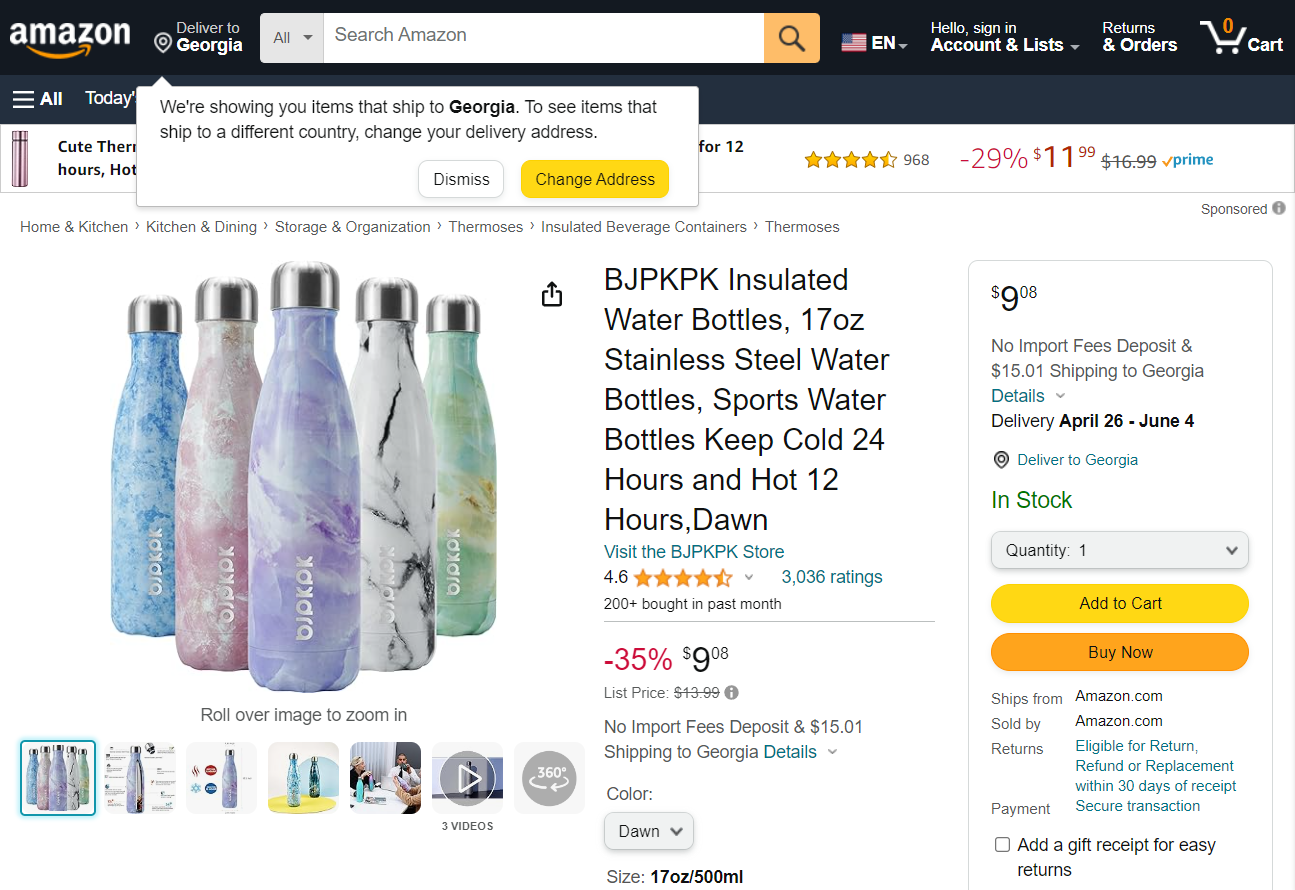 amazon
Deliver to
Georgia
All
Search Amazon
EN
Hello, sign in
Account & Lists
Returns
& Orders
0
Cart
All
Today'
We're showing you items that ship to Georgia. To see items that
ship to a different country, change your delivery address.
Dismiss
Change Address
Cute Ther
hours, Hot
for 12
968
-29% $11 99 $16.99 prime
Sponsored
Home & Kitchen › Kitchen & Dining › Storage & Organization › Thermoses › Insulated Beverage Containers › Thermoses
BJPKPK
BJPKPK
BJPKPK
BJPKPK
BJPKPK
Roll over image to zoom in
360°
3 VIDEOS
BJPKPK Insulated
Water Bottles, 17oz
Stainless Steel Water
Bottles, Sports Water
Bottles Keep Cold 24
Hours and Hot 12
Hours,Dawn
Visit the BJPKPK Store
4.6
3,036 ratings
200+ bought in past month
-35% $9 08
List Price: $13.99
No Import Fees Deposit & $15.01
Shipping to Georgia Details
Color:
Dawn
Size: 17oz/500ml
$9 08
No Import Fees Deposit &
$15.01 Shipping to Georgia
Details
Delivery April 26 - June 4
Deliver to Georgia
In Stock
Quantity: 1
Add to Cart
Buy Now
Ships from Amazon.com
Sold by Amazon.com
Returns Eligible for Return,
Refund or Replacement
within 30 days of receipt
Payment Secure transaction
Add a gift receipt for easy
returns